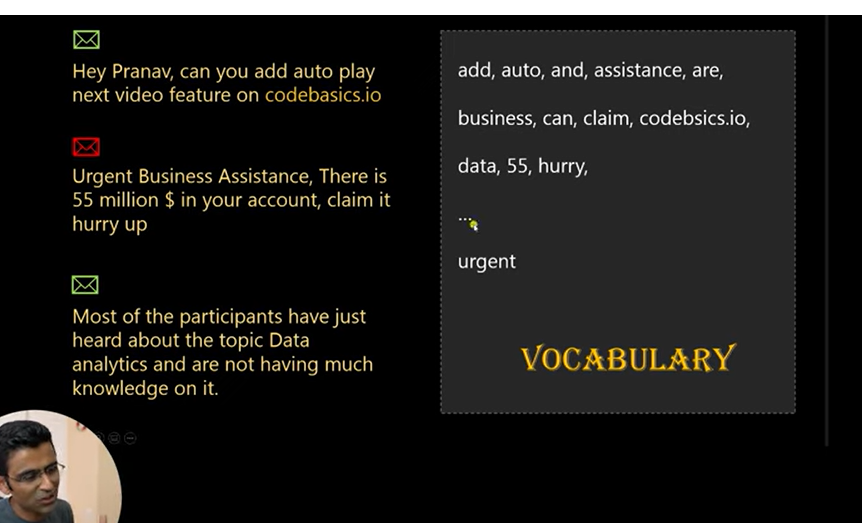 Hey Pranav, can you add auto play
next video feature on codebasics.io
Urgent Business Assistance, There is
55 million $ in your account, claim it
hurry up
Most of the participants have just
heard about the topic Data
analytics and are not having much
knowledge on it.
add, auto, and, assistance, are,
business, can, claim, codebsics.io,
data, 55, hurry,
...
urgent
VOCABULARY